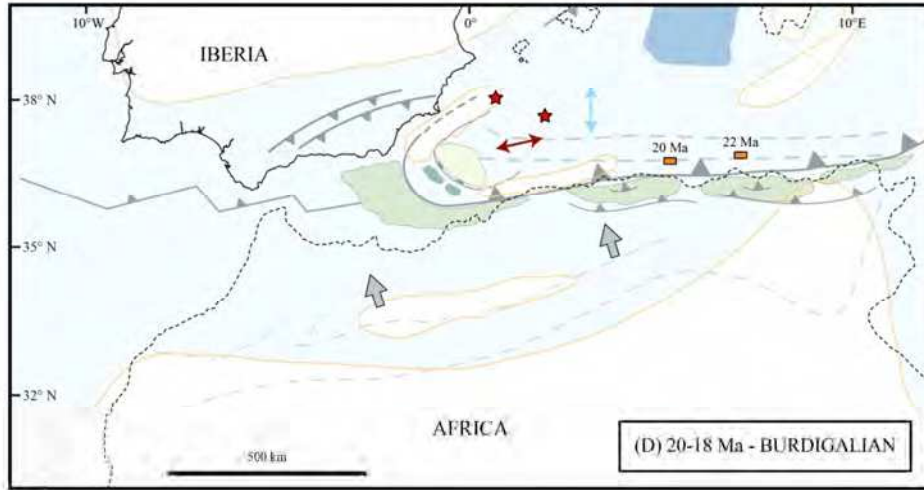 10°W
0°
10°E
IBERIA
38° N
22 Ma
20 Ma
35°N
32° N
AFRICA
(D) 20-18 Ma - BURDIGALIAN
500 km